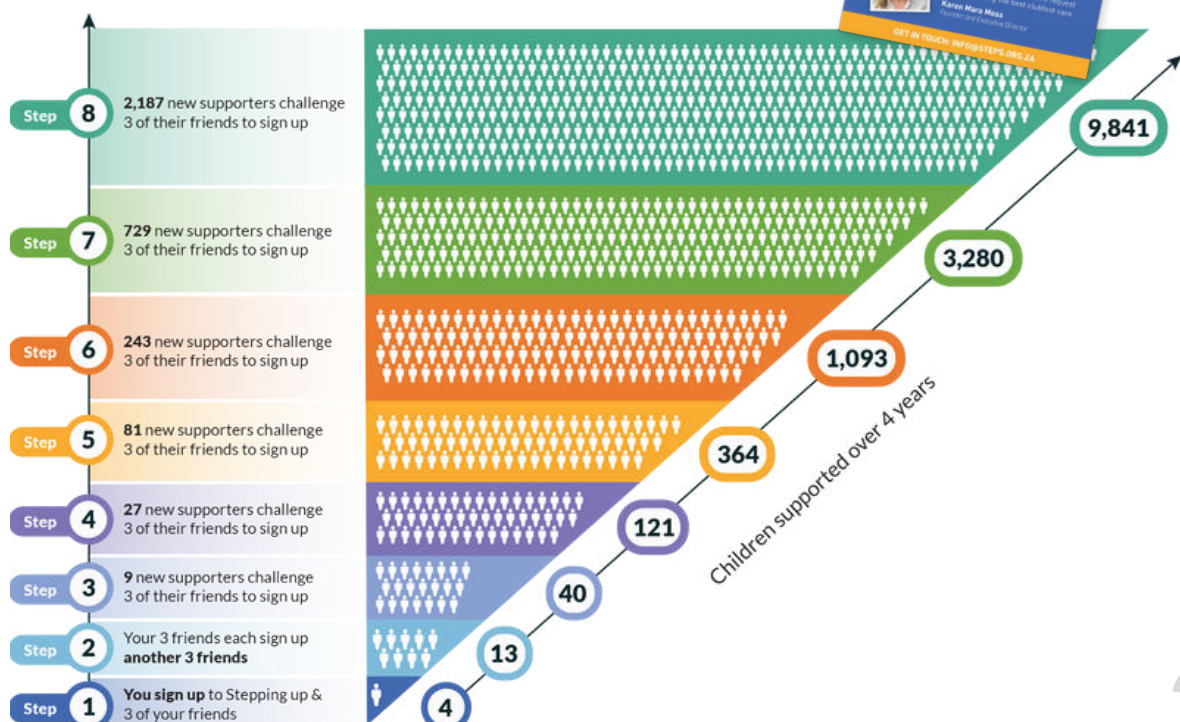 request
the best clubfoot care.
Karen Mara Moss
Founder and Executive Director
GET IN TOUCH: INFO@STEPS.ORG.ZA
Step 8
2,187 new supporters challenge
3 of their friends to sign up
9,841
Step 7
729 new supporters challenge
3 of their friends to sign up
3,280
Step 6
243 new supporters challenge
3 of their friends to sign up
1,093
Step 5
81 new supporters challenge
3 of their friends to sign up
364
Step 4
27 new supporters challenge
3 of their friends to sign up
121
Step 3
9 new supporters challenge
3 of their friends to sign up
40
Step 2
Your 3 friends each sign up
another 3 friends
13
Step 1
You sign up to Stepping up &
3 of your friends
4
Children supported over 4 years